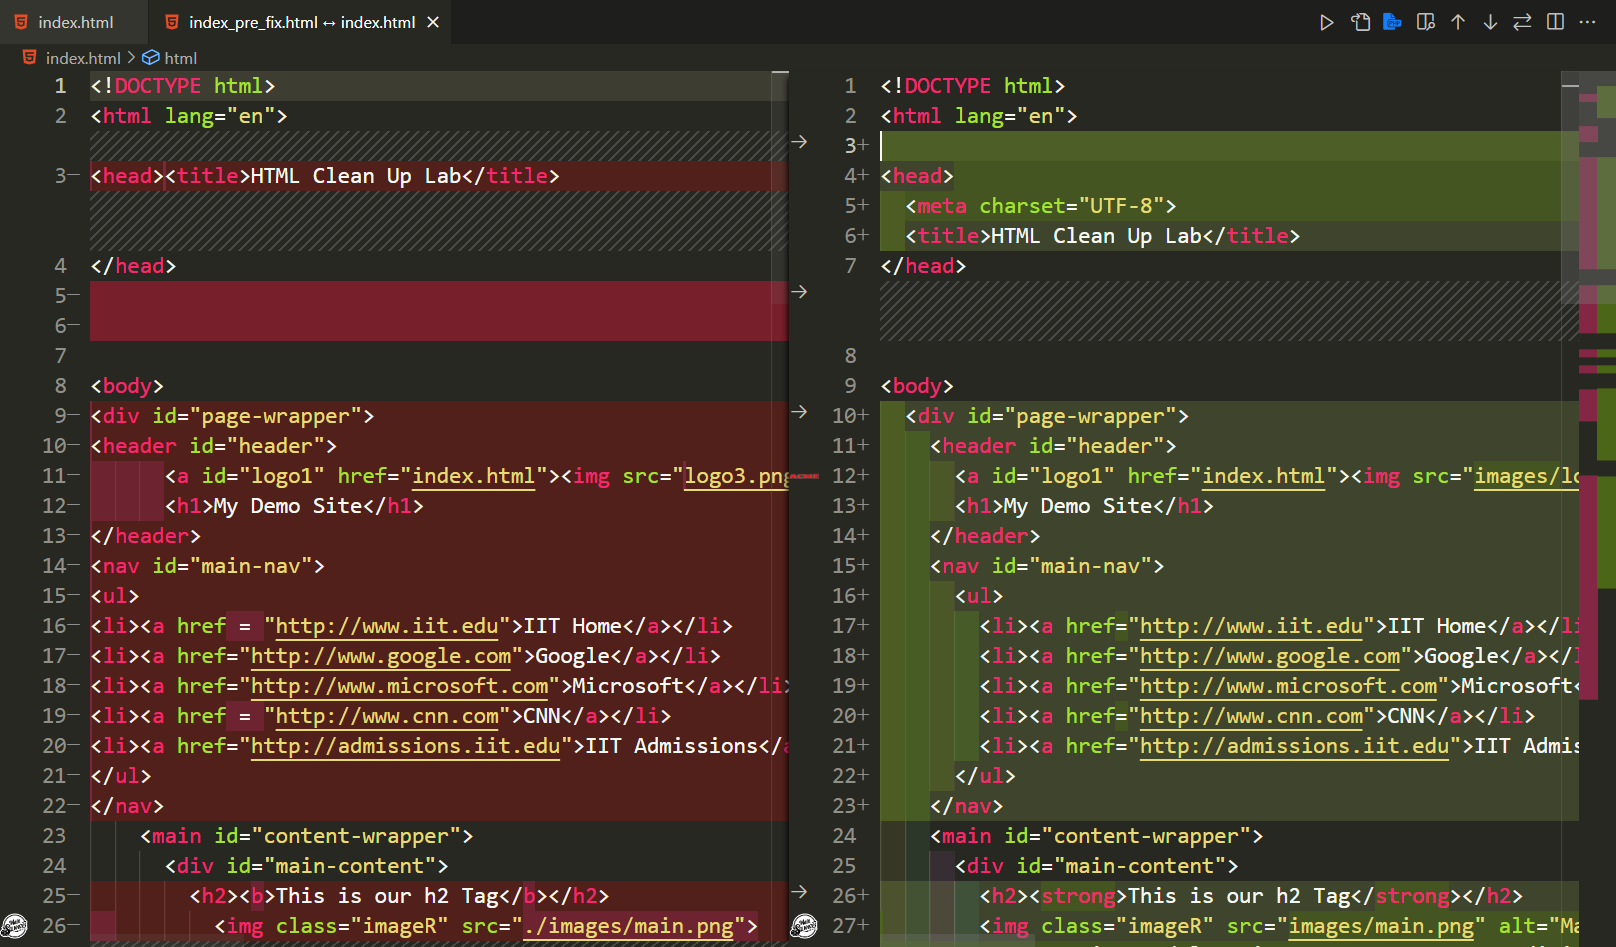 index.html
index_pre_fix.html ↔ index.html
index.html > html
1 <!DOCTYPE html>
2 <html lang="en">
3− <head><title>HTML Clean Up Lab</title>
4 </head>
5−
6−
7
8 <body>
9− <div id="page-wrapper">
10− <header id="header">
11− <a id="logo1" href="index.html"><img src="logo3.png
12− <h1>My Demo Site</h1>
13− </header>
14− <nav id="main-nav">
15− <ul>
16− <li><a href = "http://www.iit.edu">IIT Home</a></li>
17− <li><a href="http://www.google.com">Google</a></li>
18− <li><a href="http://www.microsoft.com">Microsoft</a></li>
19− <li><a href = "http://www.cnn.com">CNN</a></li>
20− <li><a href="http://admissions.iit.edu">IIT Admissions</a
21− </ul>
22− </nav>
23 <main id="content-wrapper">
24 <div id="main-content">
25− <h2><b>This is our h2 Tag</b></h2>
26− <img class="imageR" src="./images/main.png">
1 <!DOCTYPE html>
2 <html lang="en">
3+
4+ <head>
5+ <meta charset="UTF-8">
6+ <title>HTML Clean Up Lab</title>
7 </head>
8
9 <body>
10+ <div id="page-wrapper">
11+ <header id="header">
12+ <a id="logo1" href="index.html"><img src="images/lo
13+ <h1>My Demo Site</h1>
14+ </header>
15+ <nav id="main-nav">
16+ <ul>
17+ <li><a href="http://www.iit.edu">IIT Home</a></li
18+ <li><a href="http://www.google.com">Google</a></l
19+ <li><a href="http://www.microsoft.com">Microsoft<
20+ <li><a href="http://www.cnn.com">CNN</a></li>
21+ <li><a href="http://admissions.iit.edu">IIT Admis
22+ </ul>
23+ </nav>
24 <main id="content-wrapper">
25 <div id="main-content">
26+ <h2><strong>This is our h2 Tag</strong></h2>
27+ <img class="imageR" src="images/main.png" alt="Ma